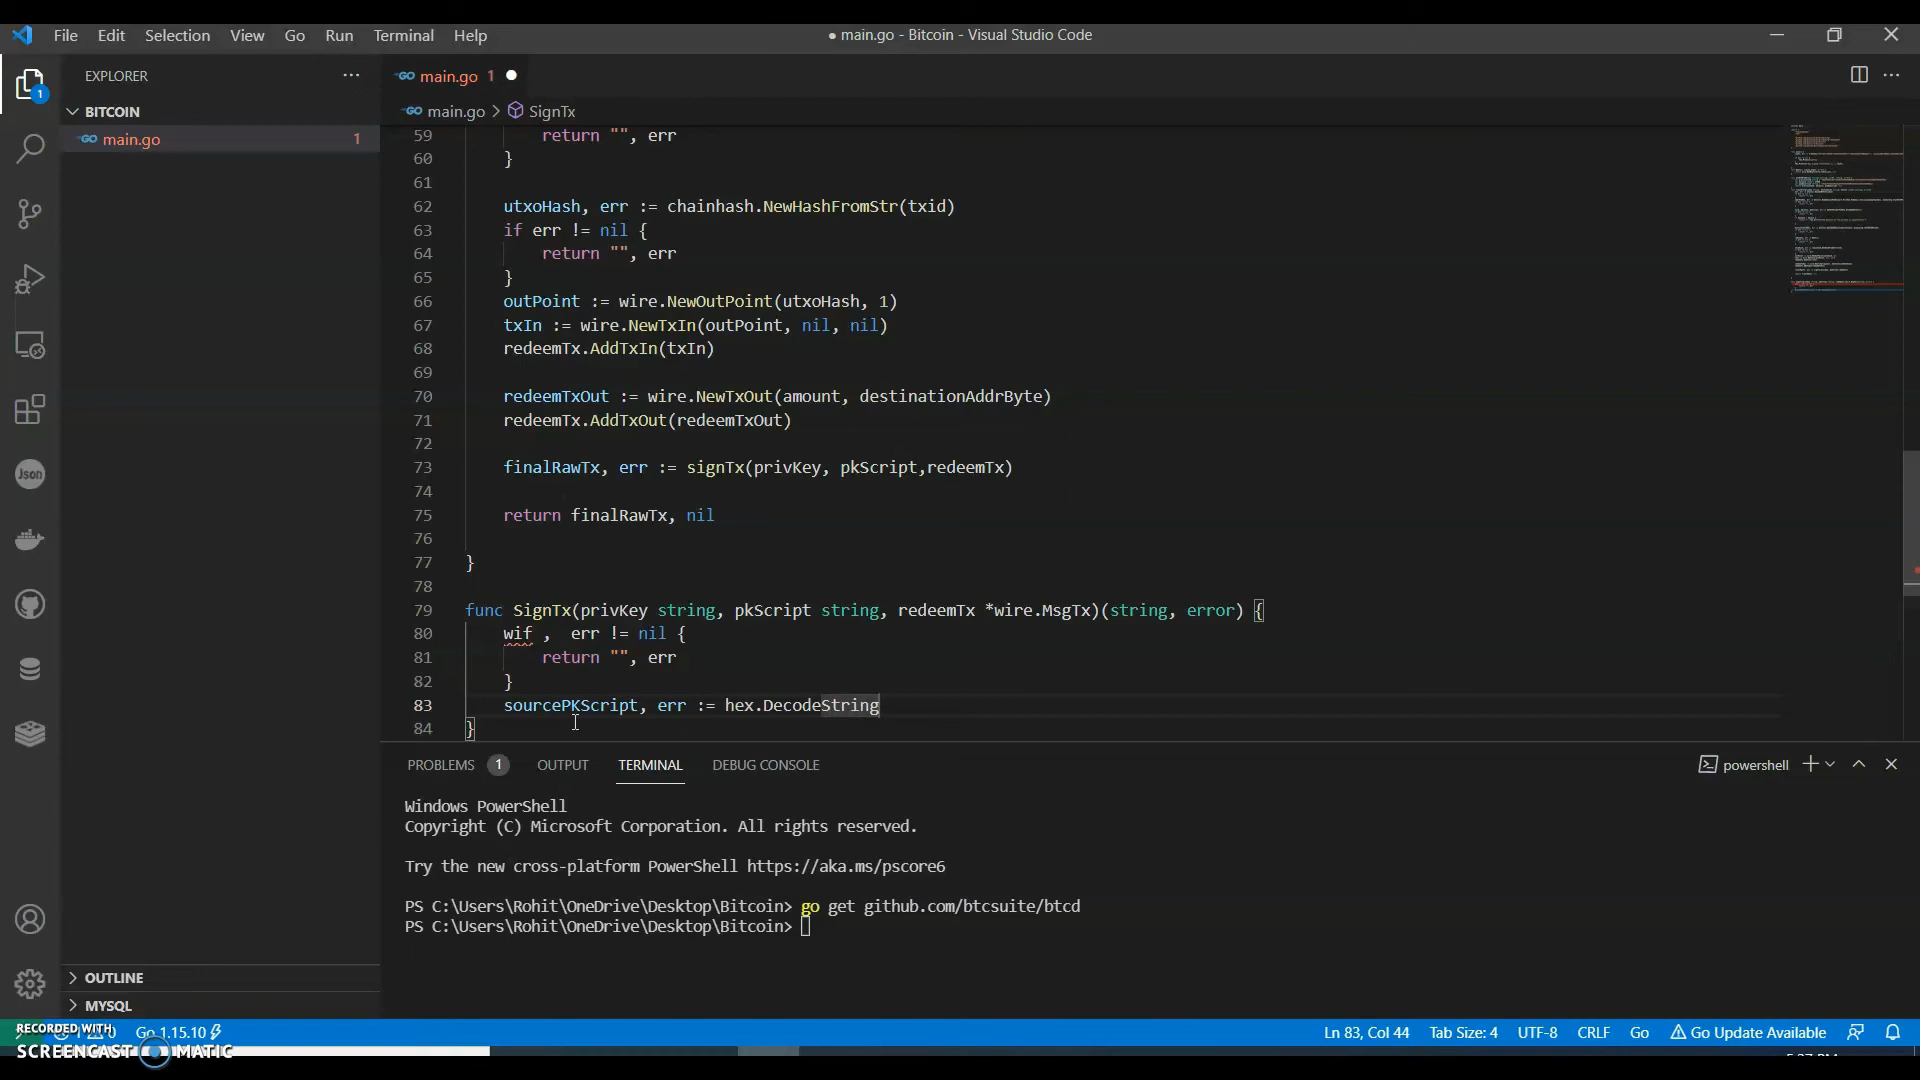 File Edit Selection View Go Run Terminal Help
● main.go - Bitcoin - Visual Studio Code
EXPLORER
main.go 1
1
BITCOIN
main.go > SignTx
main.go 1
59 return "", err
60 }
61
62 utxoHash, err := chainhash.NewHashFromStr(txid)
63 if err != nil {
64 return "", err
65 }
66 outPoint := wire.NewOutPoint(utxoHash, 1)
67 txIn := wire.NewTxIn(outPoint, nil, nil)
68 redeemTx.AddTxIn(txIn)
69
70 redeemTxOut := wire.NewTxOut(amount, destinationAddrByte)
71 redeemTx.AddTxOut(redeemTxOut)
72
73 finalRawTx, err := signTx(privKey, pkScript,redeemTx)
74
75 return finalRawTx, nil
76
77 }
78
79 func SignTx(privKey string, pkScript string, redeemTx *wire.MsgTx)(string, error) {
80 wif , err != nil {
81 return "", err
82 }
83 sourcePKScript, err := hex.DecodeString
84 }
Json
PROBLEMS 1 OUTPUT TERMINAL DEBUG CONSOLE
powershell
Windows PowerShell
Copyright (C) Microsoft Corporation. All rights reserved.
Try the new cross-platform PowerShell https://aka.ms/pscore6
PS C:\Users\Rohit\OneDrive\Desktop\Bitcoin> go get github.com/btcsuite/btcd
PS C:\Users\Rohit\OneDrive\Desktop\Bitcoin>
OUTLINE
MYSQL
RECORDED WITH
SCREENCAST MATIC
Go 1.15.10
Ln 83, Col 44 Tab Size: 4 UTF-8 CRLF Go Go Update Available